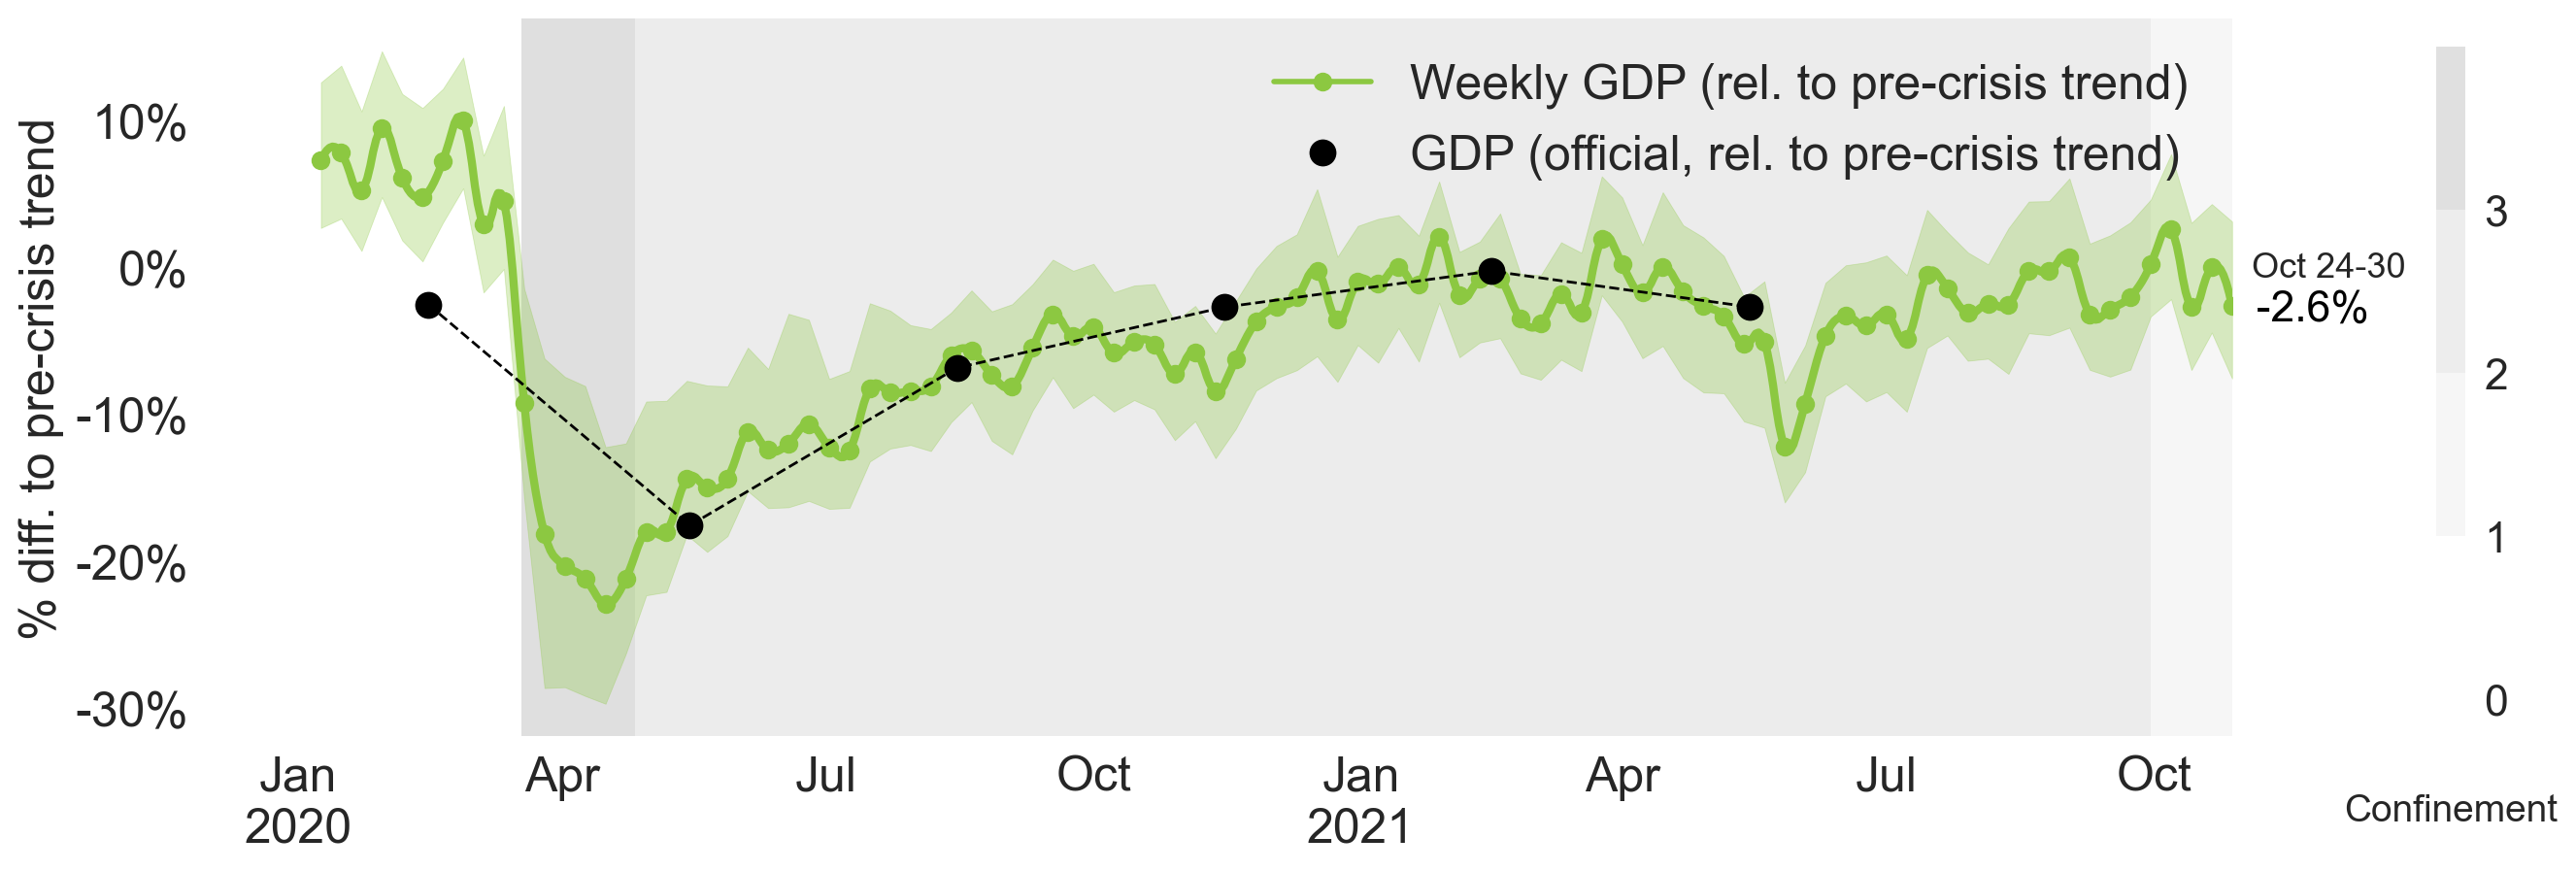 Weekly GDP (rel. to pre-crisis trend)
GDP (official, rel. to pre-crisis trend)
% diff. to pre-crisis trend
10%
0%
-10%
-20%
-30%
Jan
2020
Apr
Jul
Oct
Jan
2021
Apr
Jul
Oct
Oct 24-30
-2.6%
3
2
1
0
Confinement